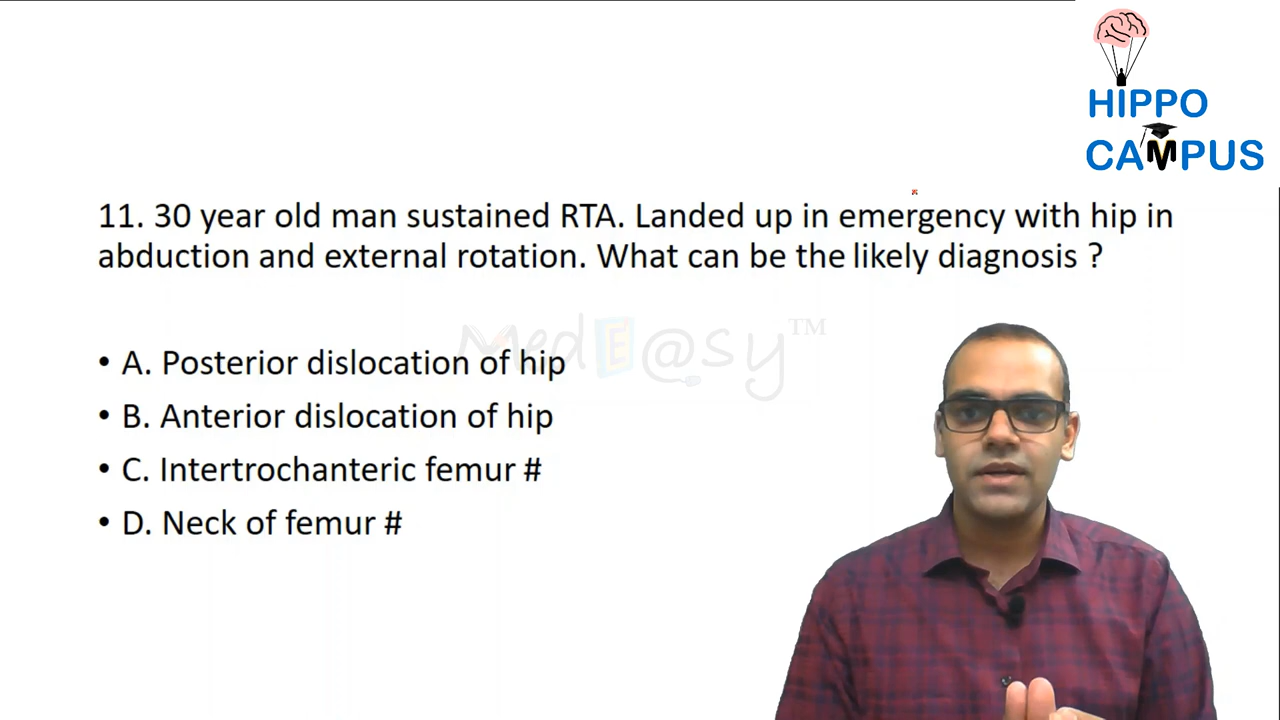 HIPPO
CAMPUS
11. 30 year old man sustained RTA. Landed up in emergency with hip in
abduction and external rotation. What can be the likely diagnosis ?
MedE@sy™
• A. Posterior dislocation of hip
• B. Anterior dislocation of hip
• C. Intertrochanteric femur #
• D. Neck of femur #